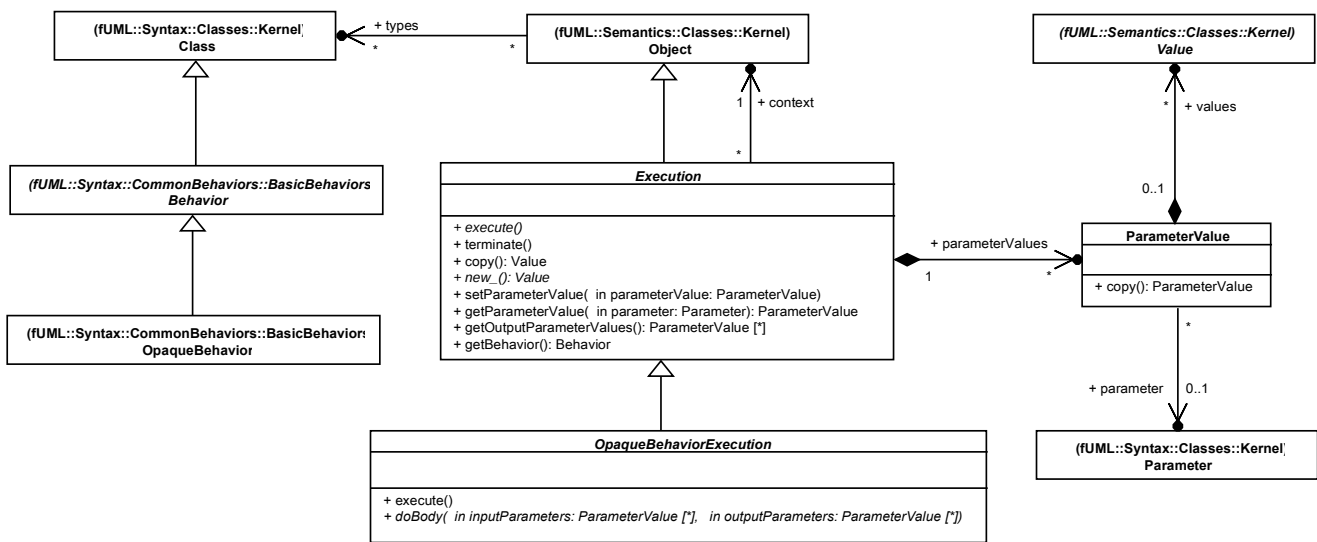 (fUML::Syntax::Classes::Kernel)
Class
+ types
*
*
(fUML::Semantics::Classes::Kernel)
Object
(fUML::Semantics::Classes::Kernel)
Value
1
+ context
*
*
+ values
0..1
(fUML::Syntax::CommonBehaviors::BasicBehaviors
Behavior
Execution
+ execute()
+ terminate()
+ copy(): Value
+ new_(): Value
+ setParameterValue( in parameterValue: ParameterValue)
+ getParameterValue( in parameter: Parameter): ParameterValue
+ getOutputParameterValues(): ParameterValue [*]
+ getBehavior(): Behavior
+ parameterValues
1
*
ParameterValue
+ copy(): ParameterValue
*
+ parameter
0..1
(fUML::Syntax::CommonBehaviors::BasicBehaviors
OpaqueBehavior
(fUML::Syntax::Classes::Kernel)
Parameter
OpaqueBehaviorExecution
+ execute()
+ doBody( in inputParameters: ParameterValue [*], in outputParameters: ParameterValue [*])